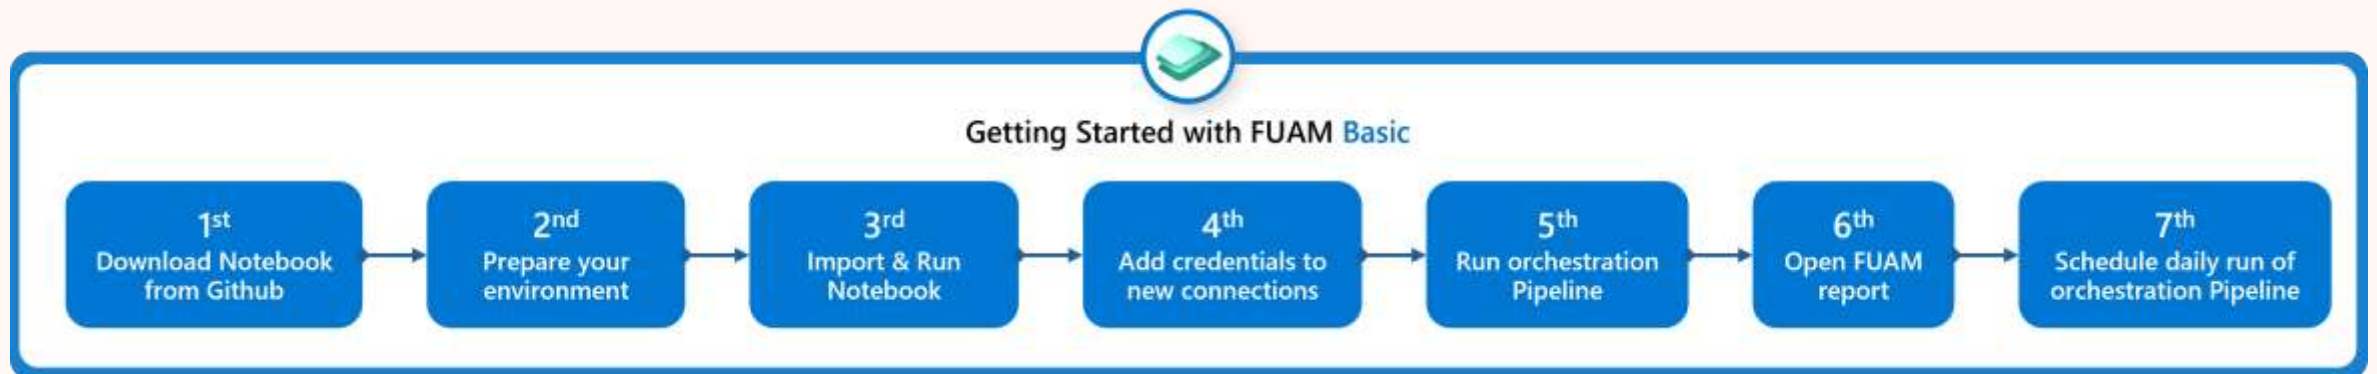 Getting Started with FUAM Basic
1st
Download Notebook
from Github
2nd
Prepare your
environment
3rd
Import & Run
Notebook
4th
Add credentials to
new connections
5th
Run orchestration
Pipeline
6th
Open FUAM
report
7th
Schedule daily run of
orchestration Pipeline